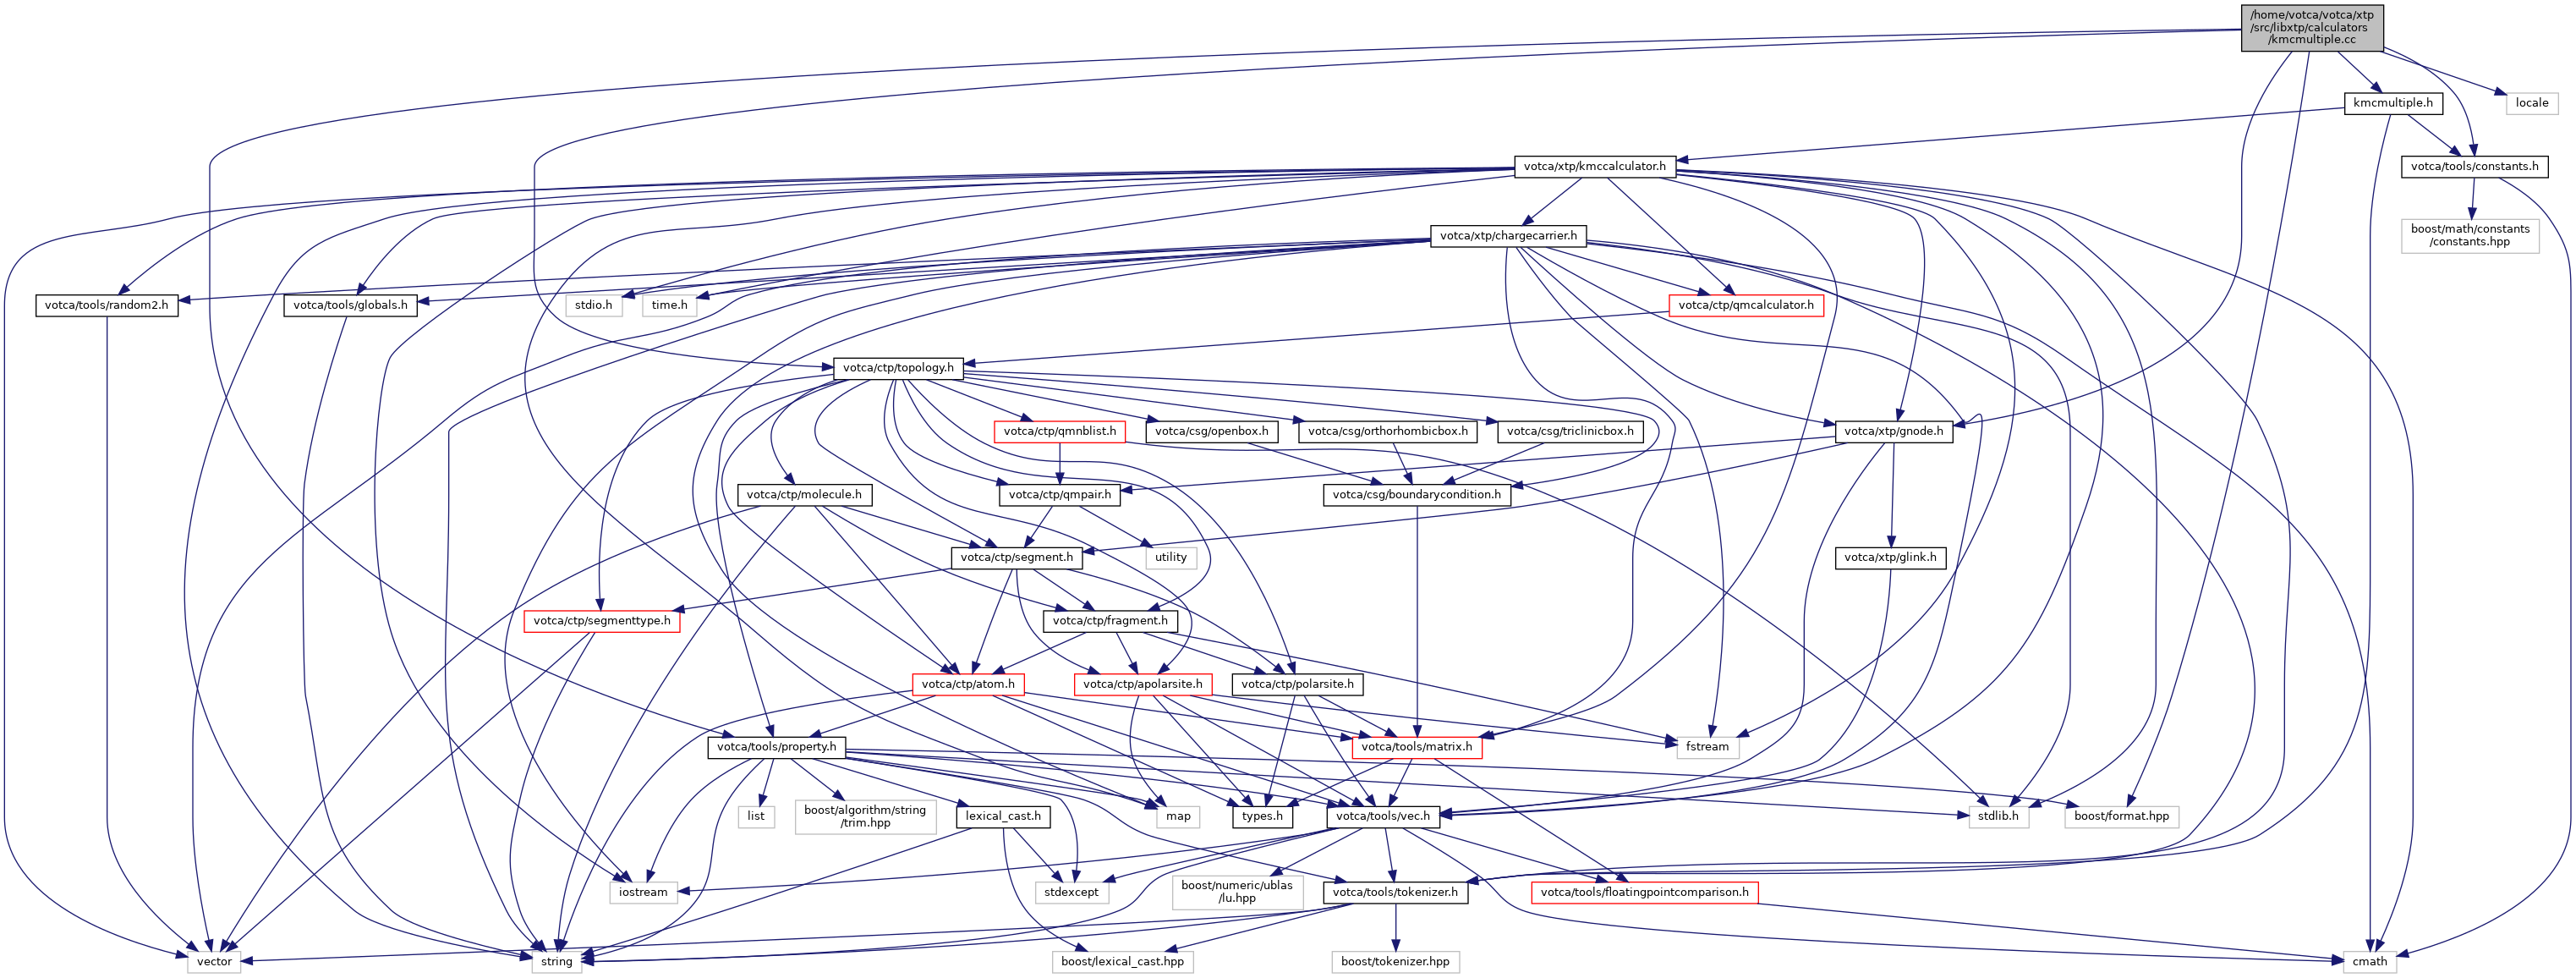 /home/votca/votca/xtp
/src/libxtp/calculators
/kmcmultiple.cc
kmcmultiple.h
locale
votca/xtp/kmccalculator.h
votca/tools/constants.h
votca/xtp/chargecarrier.h
boost/math/constants
/constants.hpp
votca/tools/random2.h
votca/tools/globals.h
stdio.h
time.h
votca/ctp/qmcalculator.h
votca/ctp/topology.h
votca/ctp/qmnblist.h
votca/csg/openbox.h
votca/csg/orthorhombicbox.h
votca/csg/triclinicbox.h
votca/xtp/gnode.h
votca/ctp/molecule.h
votca/ctp/qmpair.h
votca/csg/boundarycondition.h
votca/ctp/segment.h
utility
votca/xtp/glink.h
votca/ctp/segmenttype.h
votca/ctp/fragment.h
votca/ctp/atom.h
votca/ctp/apolarsite.h
votca/ctp/polarsite.h
votca/tools/property.h
votca/tools/matrix.h
fstream
list
boost/algorithm/string
/trim.hpp
lexical_cast.h
map
types.h
votca/tools/vec.h
stdlib.h
boost/format.hpp
iostream
stdexcept
boost/numeric/ublas
/lu.hpp
votca/tools/tokenizer.h
votca/tools/floatingpointcomparison.h
vector
string
boost/lexical_cast.hpp
boost/tokenizer.hpp
cmath